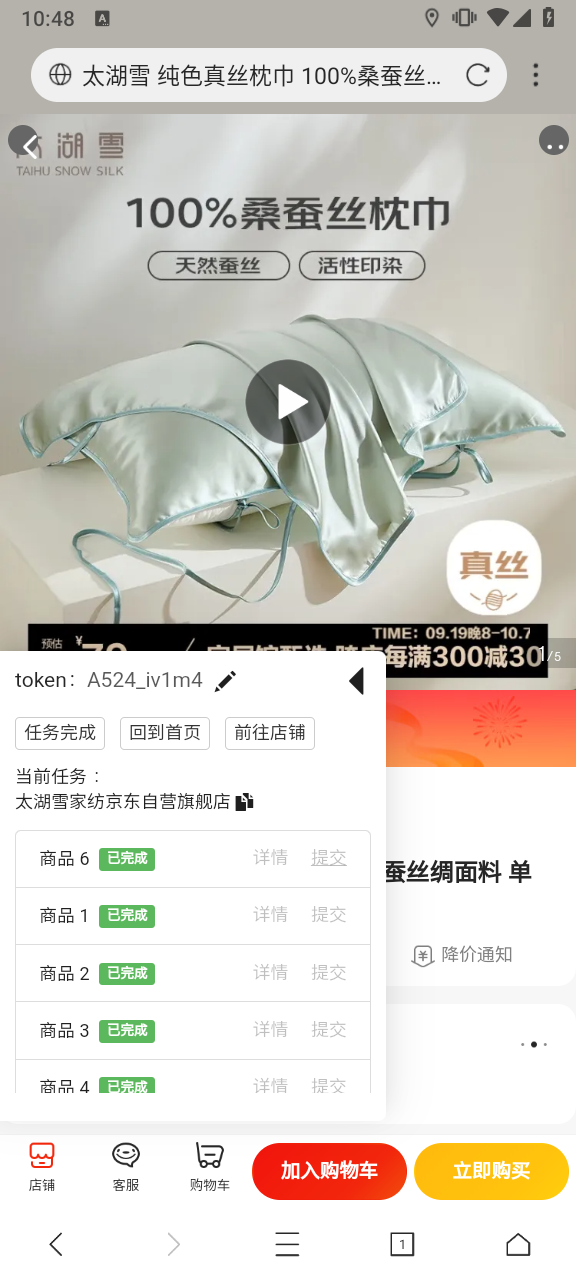 10:48
A
太湖雪 纯色真丝枕巾 100%桑蚕丝...
湖雪
TAIHU SNOW SILK
100%桑蚕丝枕巾
天然蚕丝
活性印染
真丝
TIME: 09.19晚8-10.7
预估
¥
每满300减30
1/5
token: A524_iv1m4
任务完成
回到首页
前往店铺
当前任务：
太湖雪家纺京东自营旗舰店
商品 6 已完成 详情 提交
商品 1 已完成 详情 提交
商品 2 已完成 详情 提交
商品 3 已完成 详情 提交
商品 4 已完成 详情 提交
蚕丝绸面料 单
降价通知
店铺
客服
购物车
加入购物车
立即购买
1